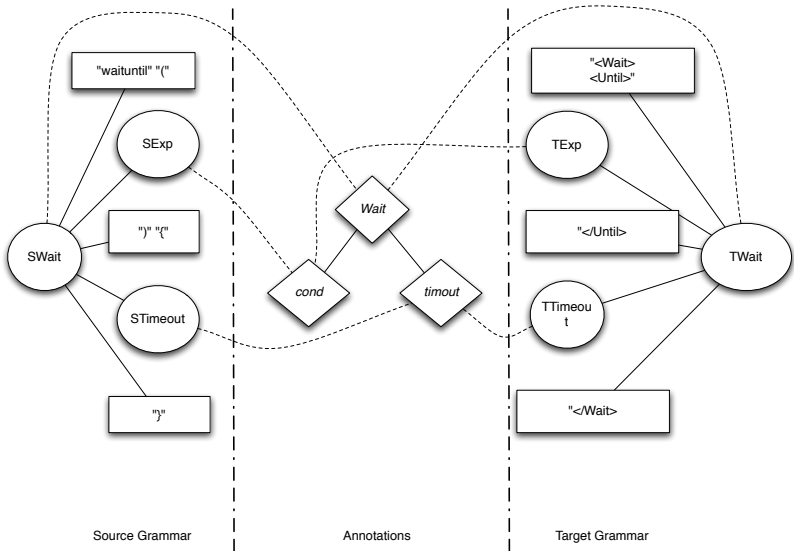 "waituntil" "("
SExp
")" "{"
SWait
STimeout
"}"
Wait
cond
timout
"<Wait>
<Until>"
TExp
"</Until>
TWait
TTimeou
t
"</Wait>
Source Grammar
Annotations
Target Grammar